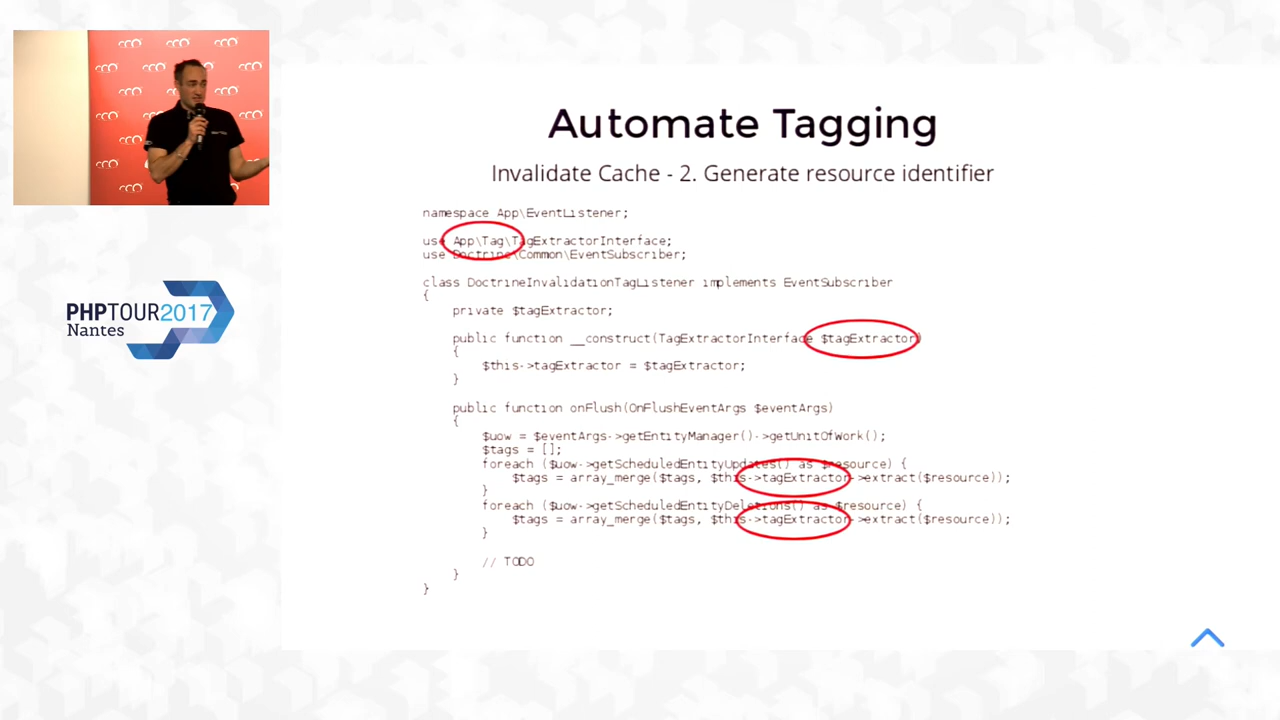 PHPTOUR2017
Nantes
Automate Tagging
Invalidate Cache - 2. Generate resource identifier
namespace App\EventListener;
use App\Tag\TagExtractorInterface;
use Doctrine\Common\EventSubscriber;
class DoctrineInvalidationTagListener implements EventSubscriber
{
private $tagExtractor;
public function __construct(TagExtractorInterface $tagExtractor)
{
$this->tagExtractor = $tagExtractor;
}
public function onFlush(OnFlushEventArgs $eventArgs)
{
$uow = $eventArgs->getEntityManager()->getUnitOfWork();
$tags = [];
foreach ($uow->getScheduledEntityUpdates() as $resource) {
$tags = array_merge($tags, $this->tagExtractor->extract($resource));
}
foreach ($uow->getScheduledEntityDeletions() as $resource) {
$tags = array_merge($tags, $this->tagExtractor->extract($resource));
}
// TODO
}
}